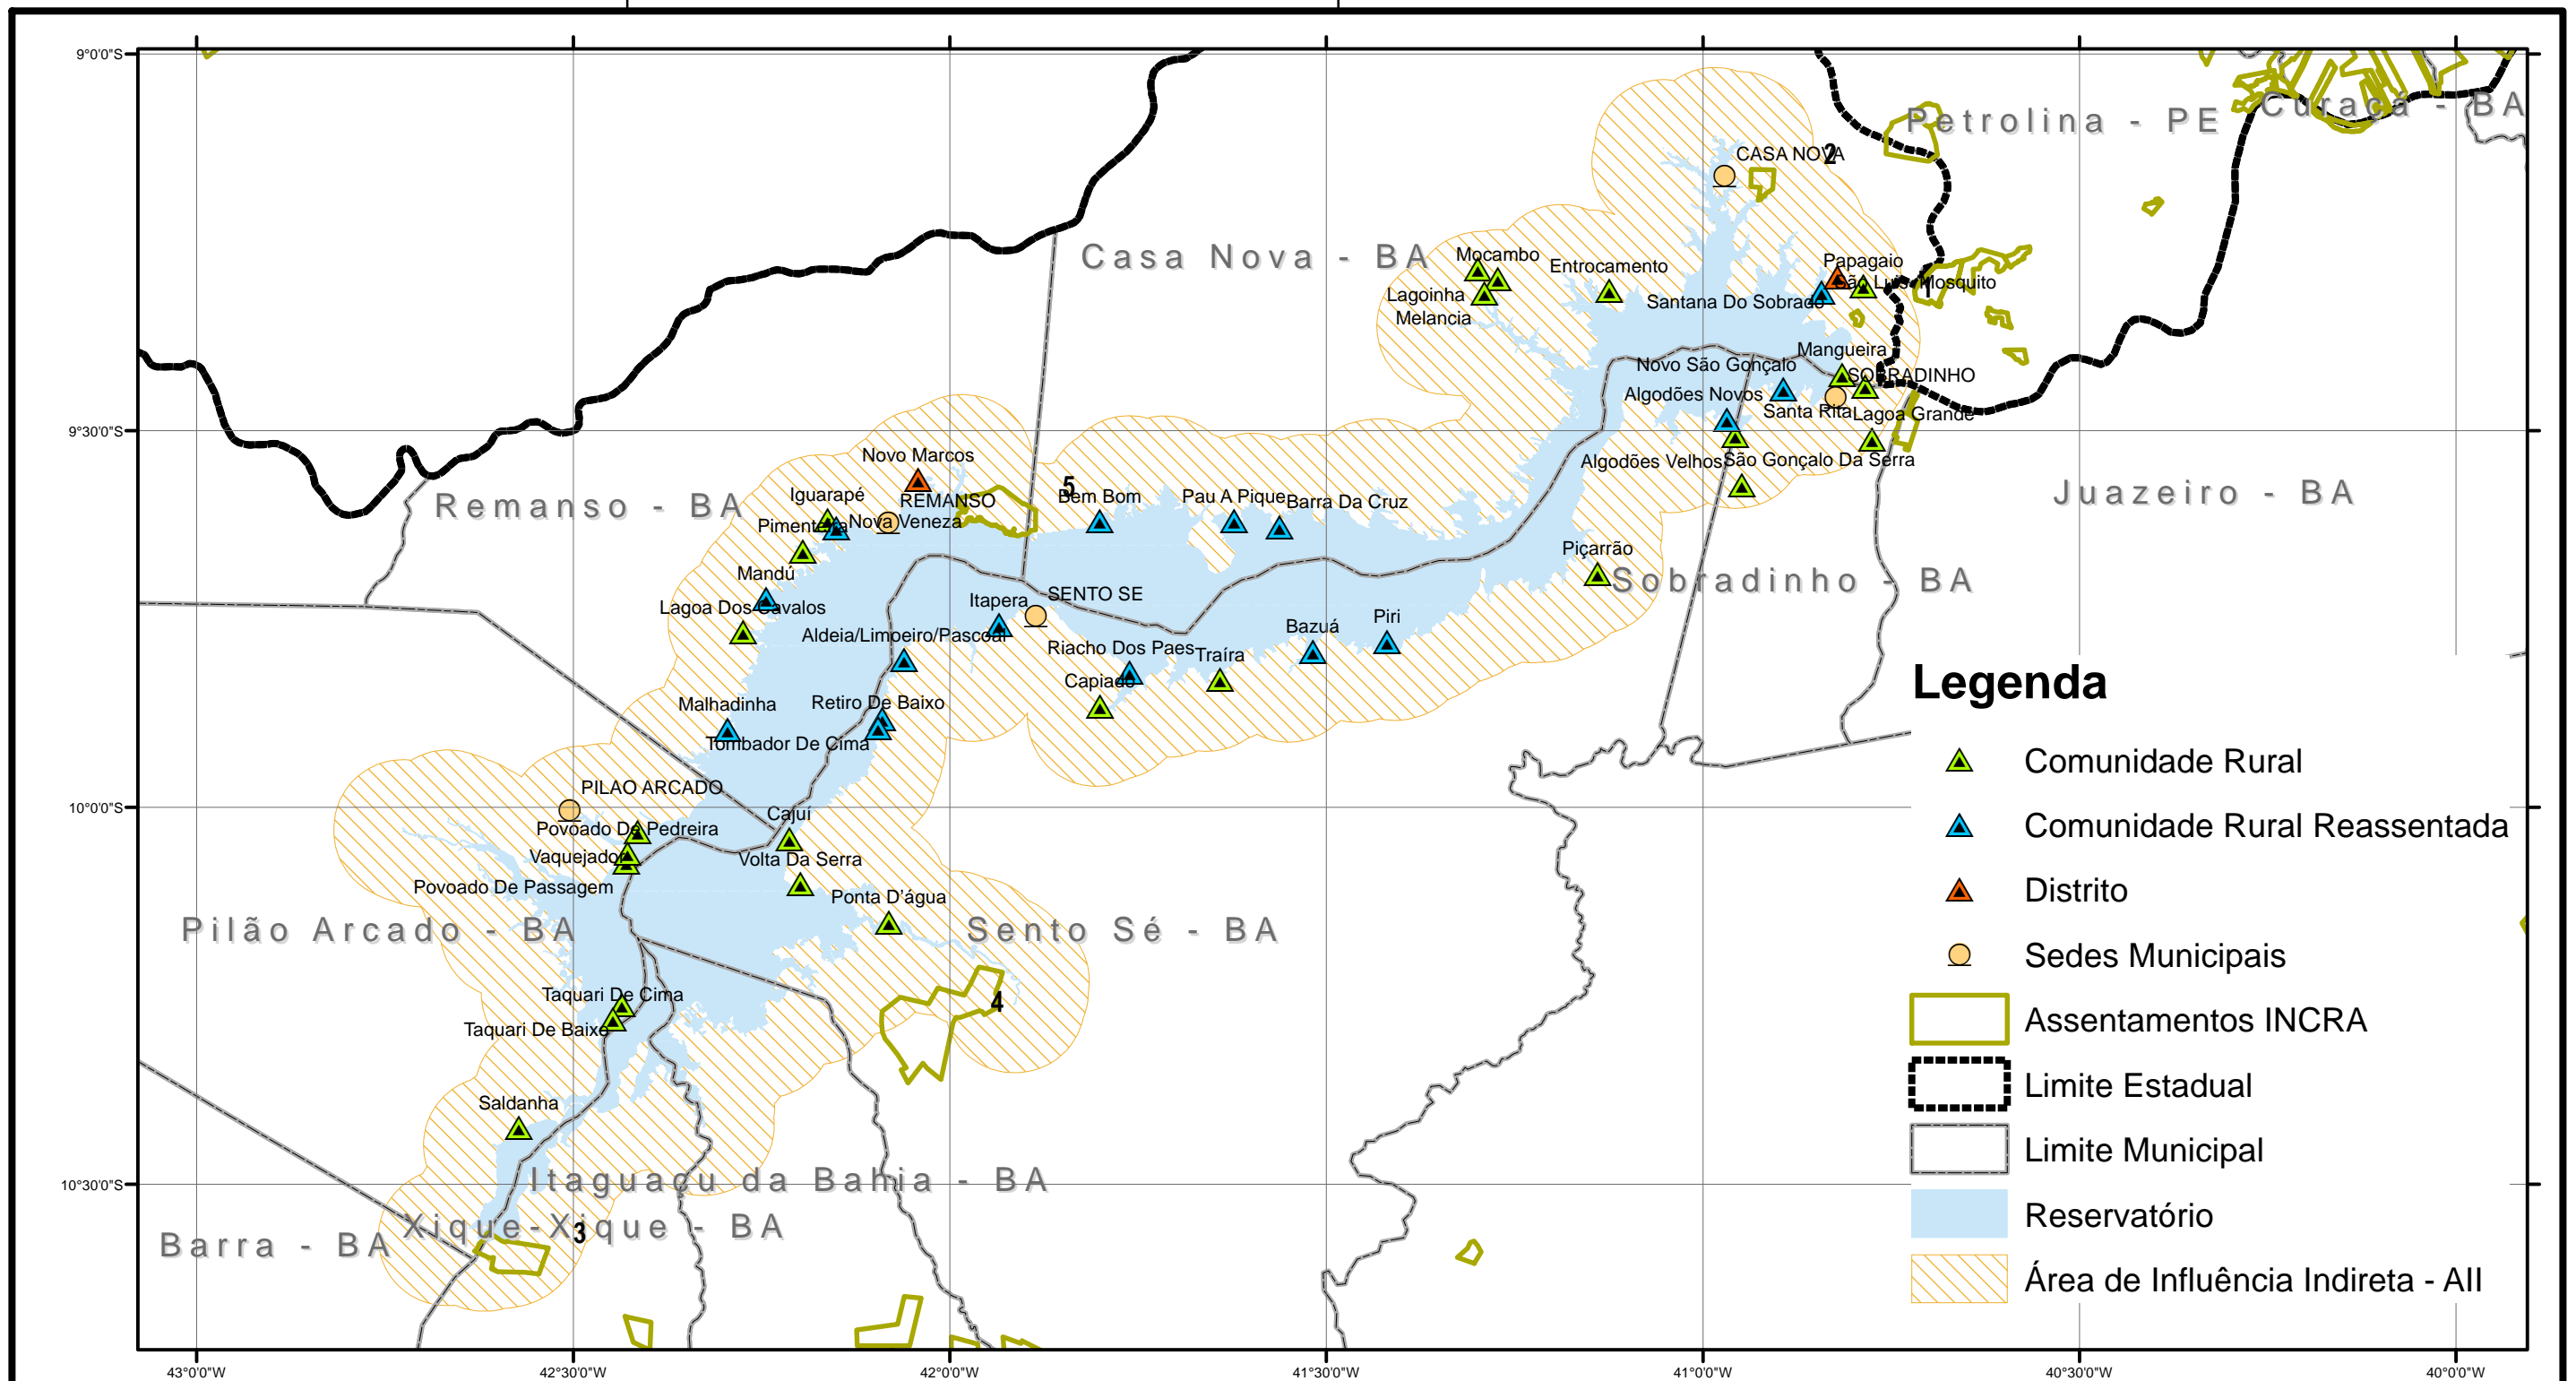 9°0'0"S
Curaçá - BA
Petrolina - PE
2
CASA NOVA
Casa Nova - BA
Mocambo
Entrocamento
Papagaio
São Luis
Mosquito
1
Lagoinha
Santana Do Sobrado
Melancia
Mangueira
Novo São Gonçalo
SOBRADINHO
Algodões Novos
Santa Rita
Lagoa Grande
9°30'0"S
Novo Marcos
Algodões Velhos
São Gonçalo Da Serra
5
Iguarapé
REMANSO
Bem Bom
Pau A Pique
Barra Da Cruz
Juazeiro - BA
Remanso - BA
Pimenteira
Nova Veneza
Piçarrão
Mandú
Sobradinho - BA
Itapera
SENTO SE
Lagoa Dos Cavalos
Piri
Bazuá
Aldeia/Limoeiro/Pascoal
Riacho Dos Paes
Traíra
Capiado
Malhadinha
Retiro De Baixo
Tombador De Cima
PILAO ARCADO
10°0'0"S
Cajuí
Povoado De Pedreira
Vaquejador
Volta Da Serra
Povoado De Passagem
Ponta D'água
Pilão Arcado - BA
Sento Sé - BA
Taquari De Cima
4
Taquari De Baixo
Saldanha
10°30'0"S
Itaguaçu da Bahia - BA
Xique-Xique - BA
3
Barra - BA
Legenda
Comunidade Rural
Comunidade Rural Reassentada
Distrito
Sedes Municipais
Assentamentos INCRA
Limite Estadual
Limite Municipal
Reservatório
Área de Influência Indireta - AII
43°0'0"W
42°30'0"W
42°0'0"W
41°30'0"W
41°0'0"W
40°30'0"W
40°0'0"W